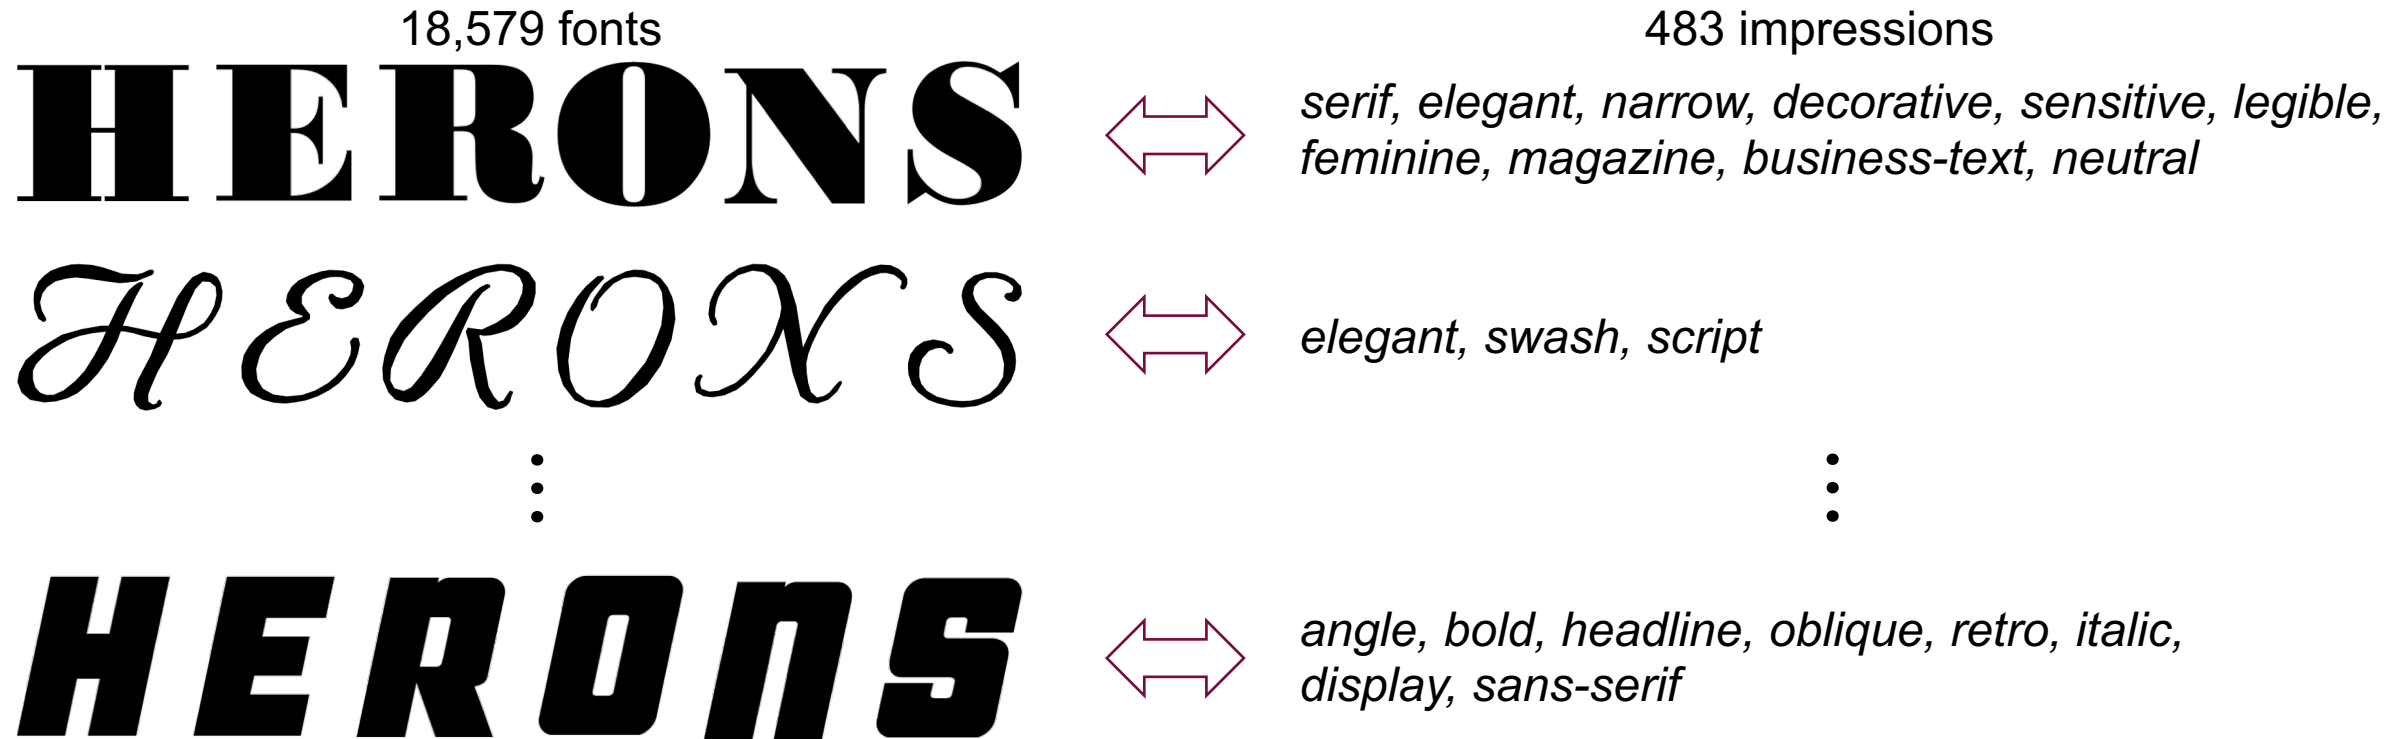 18,579 fonts
483 impressions
HERONS
serif, elegant, narrow, decorative, sensitive, legible,
feminine, magazine, business-text, neutral
HERONS
elegant, swash, script
HEROnS
angle, bold, headline, oblique, retro, italic,
display, sans-serif